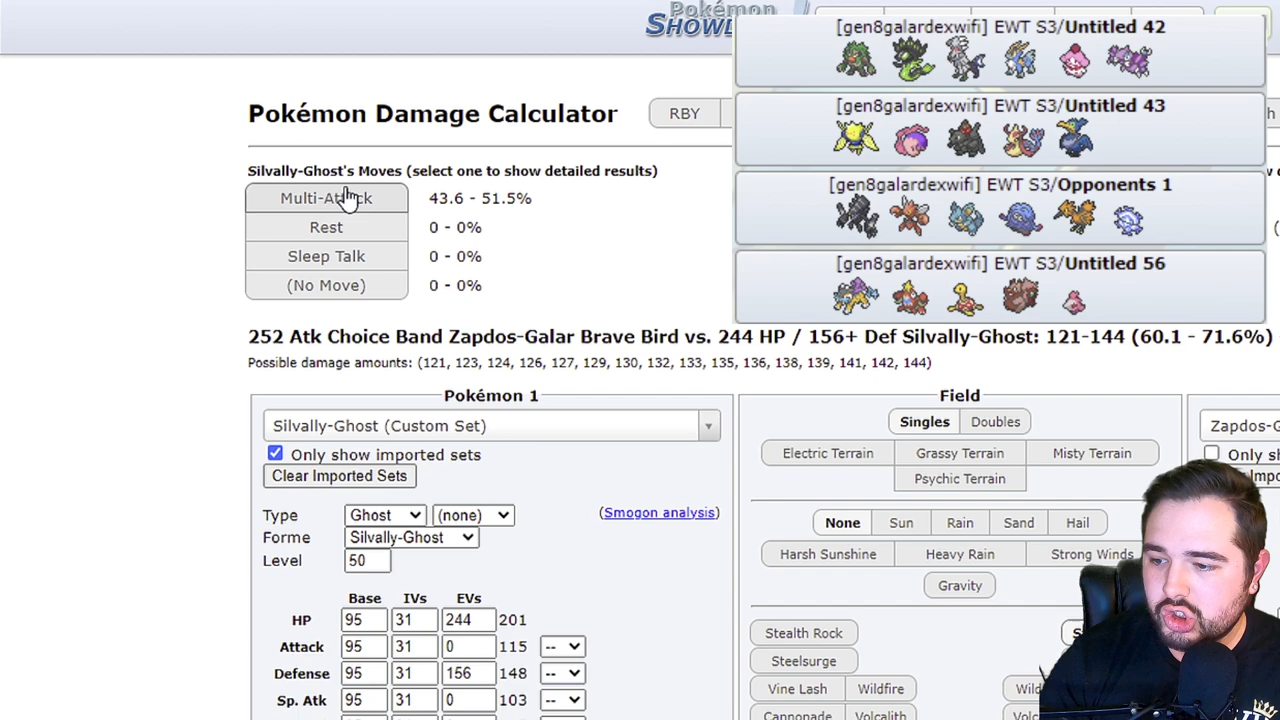 Pokémon
SHOWD
[gen8galardexwifi] EWT S3/Untitled 42
[gen8galardexwifi] EWT S3/Untitled 43
[gen8galardexwifi] EWT S3/Opponents 1
[gen8galardexwifi] EWT S3/Untitled 56
Pokémon Damage Calculator
RBY
Silvally-Ghost's Moves (select one to show detailed results)
Multi-Attack 43.6 - 51.5%
Rest 0 - 0%
Sleep Talk 0 - 0%
(No Move) 0 - 0%
252 Atk Choice Band Zapdos-Galar Brave Bird vs. 244 HP / 156+ Def Silvally-Ghost: 121-144 (60.1 - 71.6%)
Possible damage amounts: (121, 123, 124, 126, 127, 129, 130, 132, 133, 135, 136, 138, 139, 141, 142, 144)
Pokémon 1
Silvally-Ghost (Custom Set)
Only show imported sets
Clear Imported Sets
Type Ghost (none) (Smogon analysis)
Forme Silvally-Ghost
Level 50
Base IVs EVs
HP 95 31 244 201
Attack 95 31 0 115 --
Defense 95 31 156 148 --
Sp. Atk 95 31 0 103 --
Field
Singles Doubles
Electric Terrain Grassy Terrain Misty Terrain
Psychic Terrain
None Sun Rain Sand Hail
Harsh Sunshine Heavy Rain Strong Winds
Gravity
Stealth Rock
Steelsurge
Vine Lash Wildfire
Cannonade Volcalith
Zapdos-G
Only sh